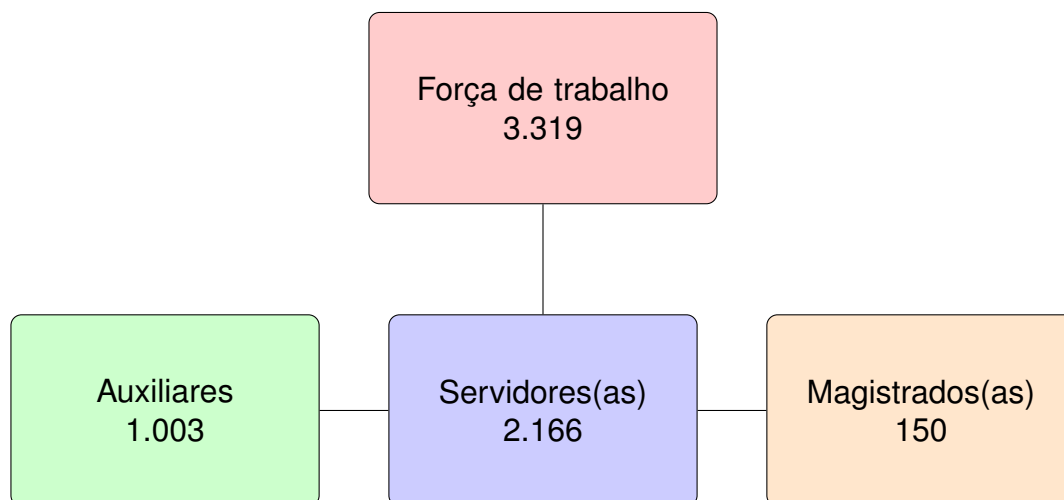 Força de trabalho
3.319
Auxiliares
1.003
Servidores(as)
2.166
Magistrados(as)
150